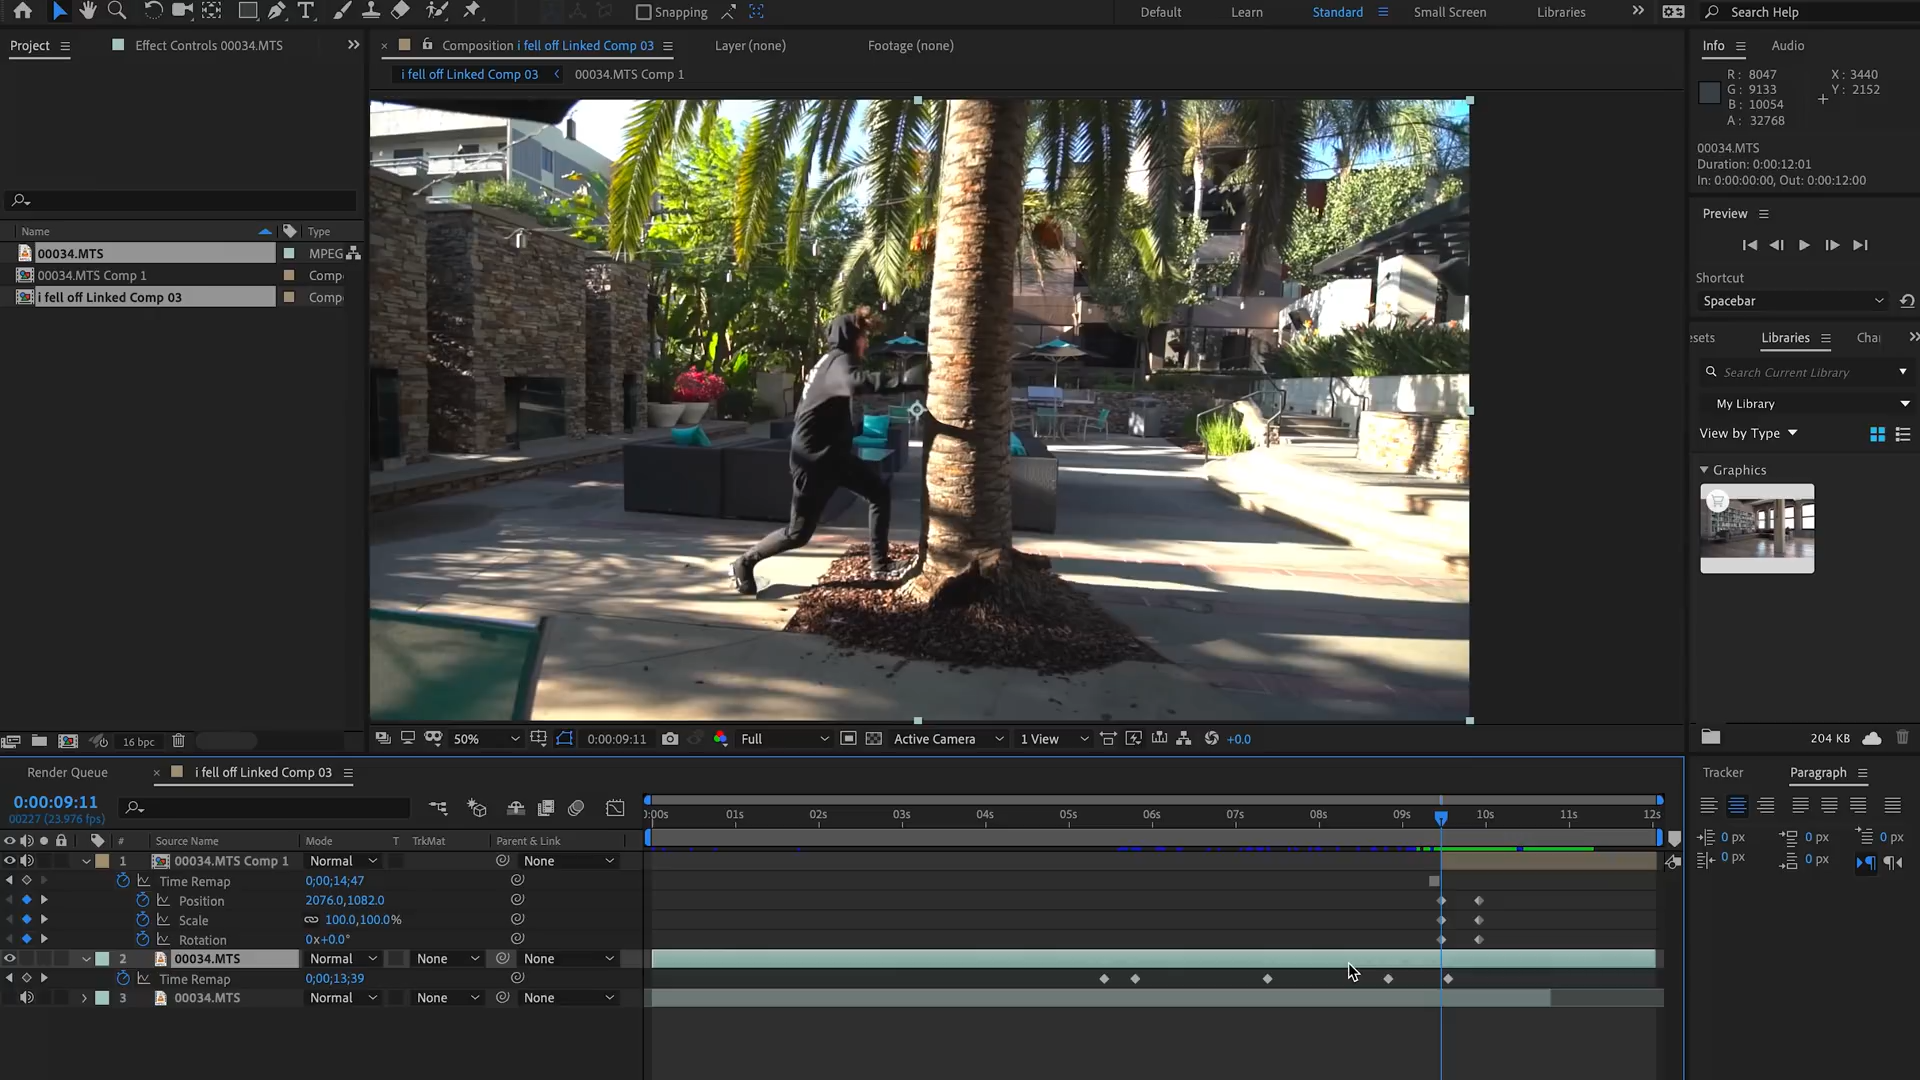 Snapping
Default
Learn
Standard
Small Screen
Libraries
Search Help
Project
Effect Controls 00034.MTS
Composition i fell off Linked Comp 03
Layer (none)
Footage (none)
i fell off Linked Comp 03
00034.MTS Comp 1
Info
Audio
R: 8047
G: 9133
B: 10054
A: 32768
X: 3440
Y: 2152
00034.MTS
Duration: 0:00:12:01
In: 0:00:00:00, Out: 0:00:12:00
Preview
Shortcut
Spacebar
Name
Type
00034.MTS
MPEG
00034.MTS Comp 1
Compo
i fell off Linked Comp 03
Compo
sets
Libraries
Cha
Search Current Library
My Library
View by Type
Graphics
204 KB
16 bpc
50%
0:00:09:11
Full
Active Camera
1 View
+0.0
Render Queue
i fell off Linked Comp 03
0:00:09:11
00227 (23.976 fps)
#
Source Name
Mode
T
TrkMat
Parent & Link
:00s
01s
02s
03s
04s
05s
06s
07s
08s
09s
10s
11s
12s
1
00034.MTS Comp 1
Normal
None
Time Remap
0;00;14;47
Position
2076.0,1082.0
Scale
100.0,100.0%
Rotation
0x+0.0°
2
00034.MTS
Normal
None
None
Time Remap
0;00;13;39
3
00034.MTS
Normal
None
None
Tracker
Paragraph
0 px
0 px
0 px
0 px
0 px